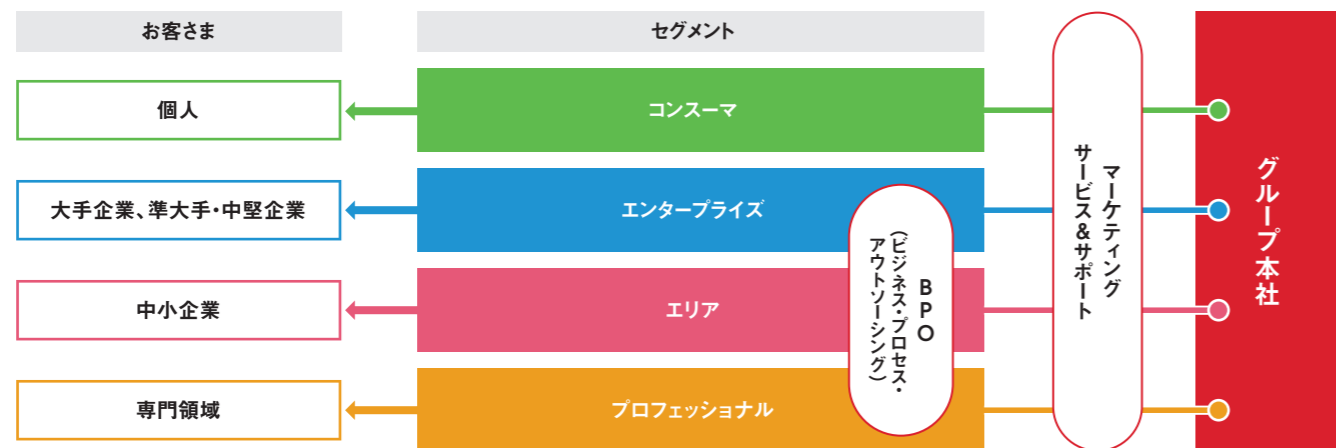 お客さま
セグメント
個人
コンスーマ
大手企業、準大手・中堅企業
エンタープライズ
中小企業
エリア
専門領域
プロフェッショナル
BPO
(ビジネス・プロセス・
アウトソーシング)
マーケティング
サービス&サポート
グループ本社